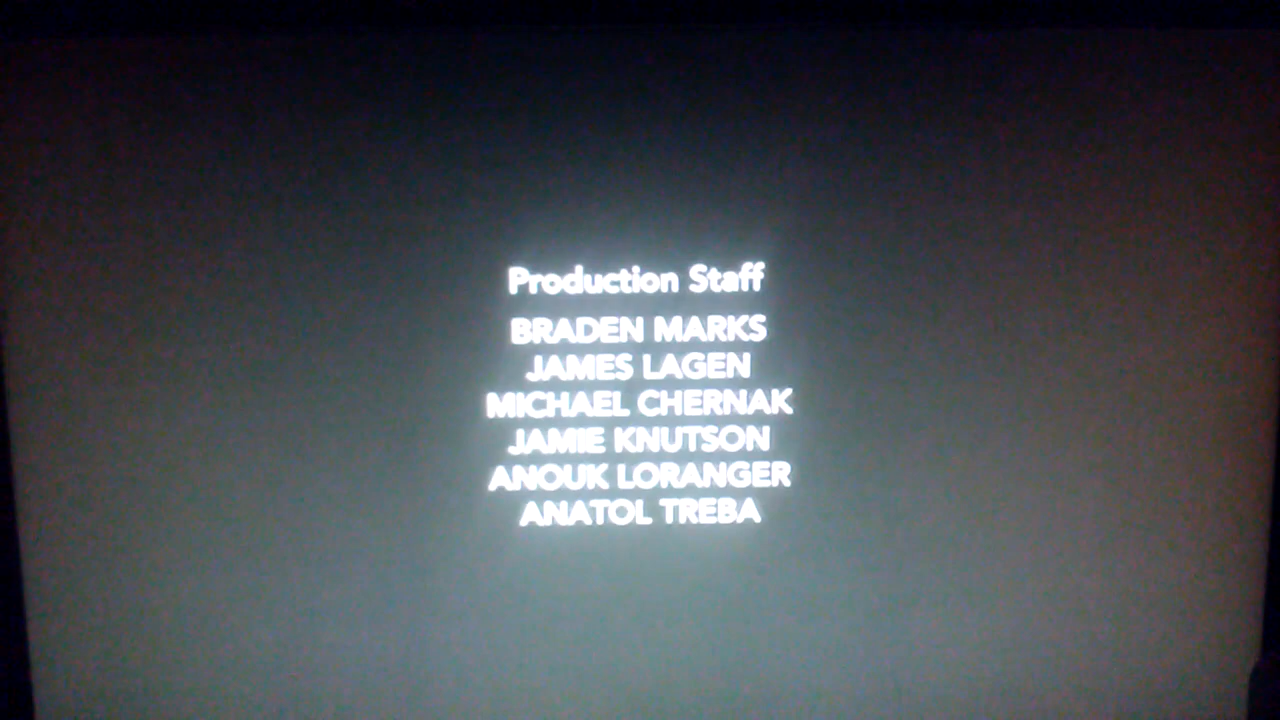 Production Staff
BRADEN MARKS
JAMES LAGEN
MICHAEL CHERNAK
JAMIE KNUTSON
ANOUK LORANGER
ANATOL TREBA